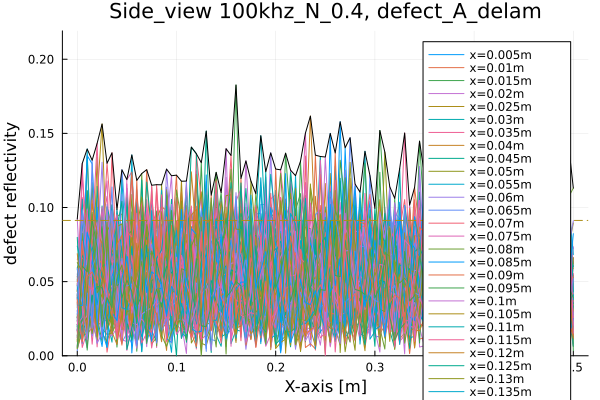 Side_view 100khz_N_0.4, defect_A_delam
0.20
0.15
0.10
0.05
0.00
defect reflectivity
0.0
0.1
0.2
0.3
.5
X-axis [m]
x=0.005m
x=0.01m
x=0.015m
x=0.02m
x=0.025m
x=0.03m
x=0.035m
x=0.04m
x=0.045m
x=0.05m
x=0.055m
x=0.06m
x=0.065m
x=0.07m
x=0.075m
x=0.08m
x=0.085m
x=0.09m
x=0.095m
x=0.1m
x=0.105m
x=0.11m
x=0.115m
x=0.12m
x=0.125m
x=0.13m
x=0.135m